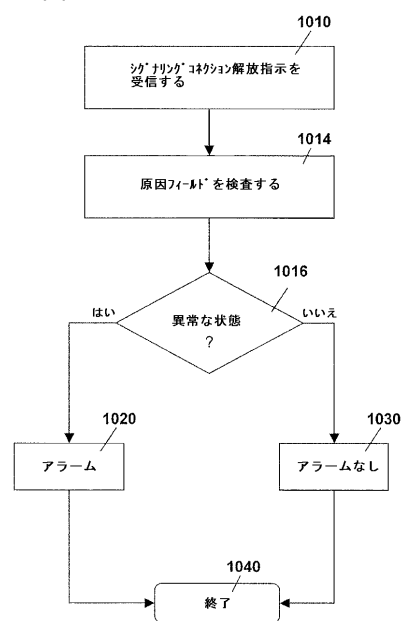 1010
ｼｸﾞﾅﾘﾝｸﾞｺﾈｸｼｮﾝ解放指示を
受信する
1014
原因ﾌｨｰﾙﾄﾞを検査する
1016
はい
異常な状態
?
いいえ
1020
アラーム
1030
アラームなし
1040
終了